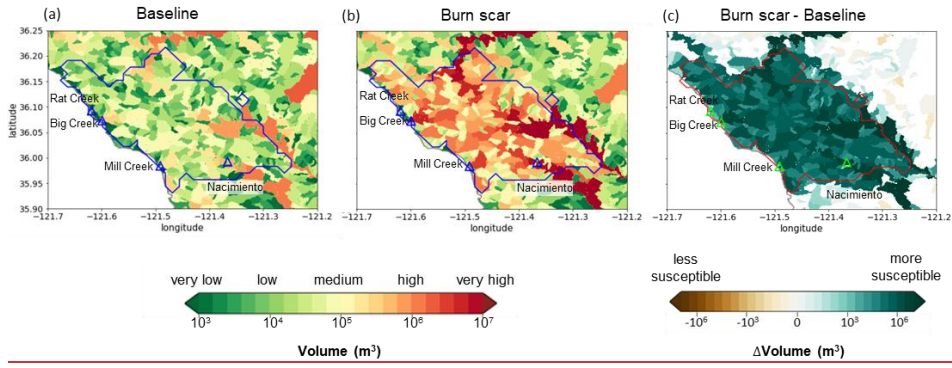 (a) Baseline
(b) Burn scar
(c) Burn scar - Baseline
36.25
36.20
36.15
36.10
36.05
36.00
35.95
35.90
latitude
Rat Creek
Big Creek
Mill Creek
Nacimiento
−121.7 −121.6 −121.5 −121.4 −121.3 −121.2
longitude
Rat Creek
Big Creek
Mill Creek
Nacimiento
−121.7 −121.6 −121.5 −121.4 −121.3 −121.2
longitude
Rat Creek
Big Creek
Mill Creek
Nacimiento
−121.7 −121.6 −121.5 −121.4 −121.3 −121.2
longitude
very low low medium high very high
10³ 10⁴ 10⁵ 10⁶ 10⁷
Volume (m³)
less
susceptible
more
susceptible
-10⁶ -10³ 0 10³ 10⁶
ΔVolume (m³)